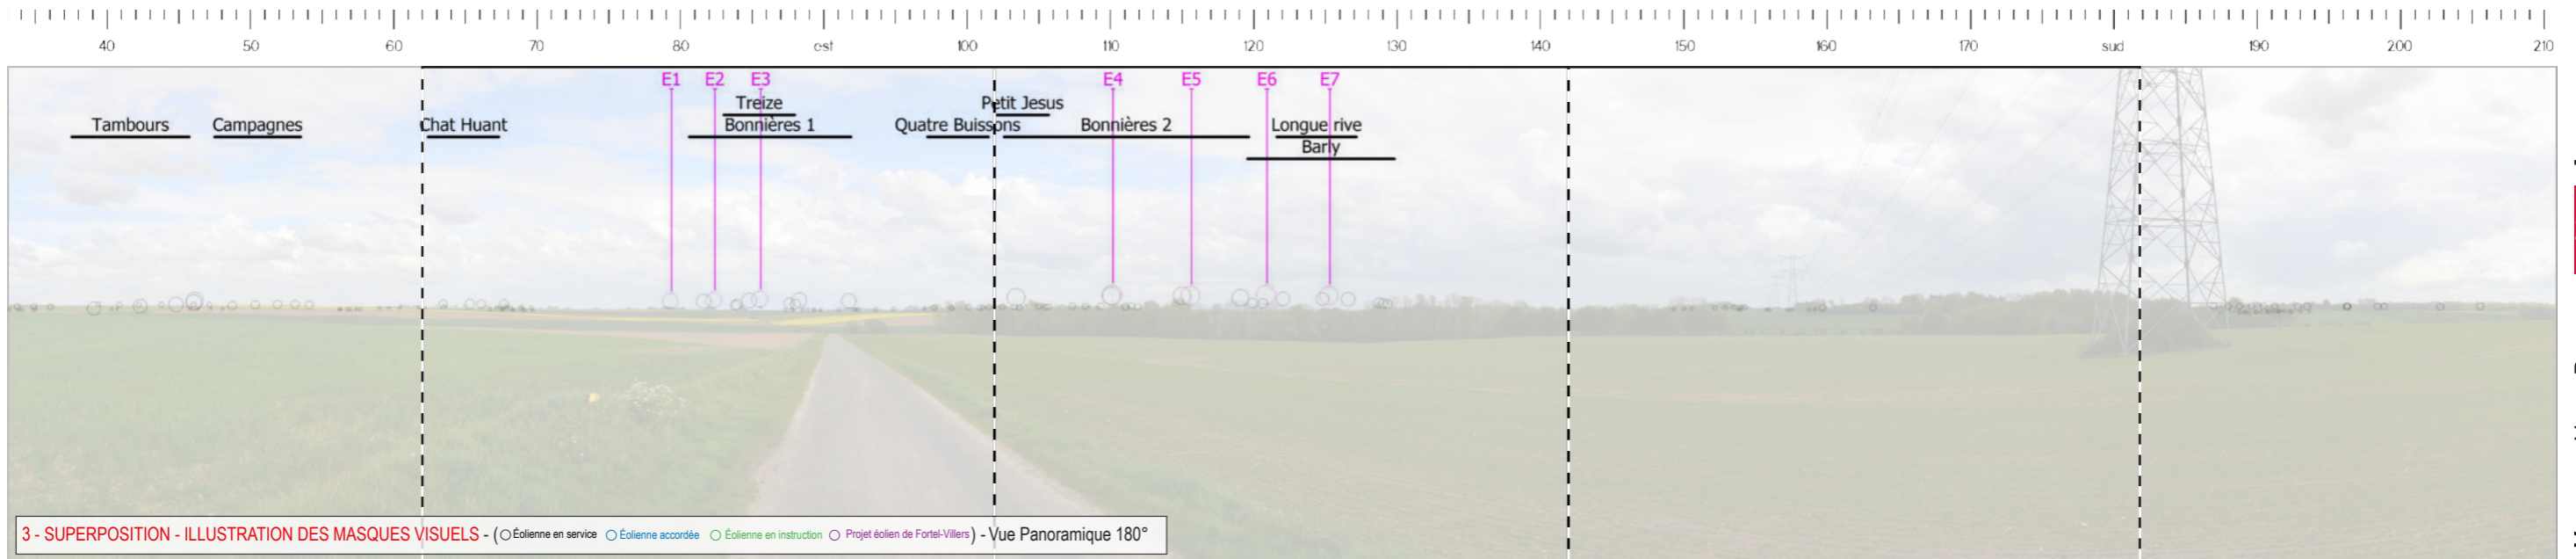 40 50 60 70 80 est 100 110 120 130 140 150 160 170 sud 190 200 210
E1 E2 E3 E4 E5 E6 E7
Treize Petit Jesus
Tambours Campagnes Chat Huant Bonnières 1 Quatre Buissons Bonnières 2 Longue rive
Barly
3 - SUPERPOSITION - ILLUSTRATION DES MASQUES VISUELS - ( Éolienne en service Éolienne accordée Éolienne en instruction Projet éolien de Fortel-Villers ) - Vue Panoramique 180°